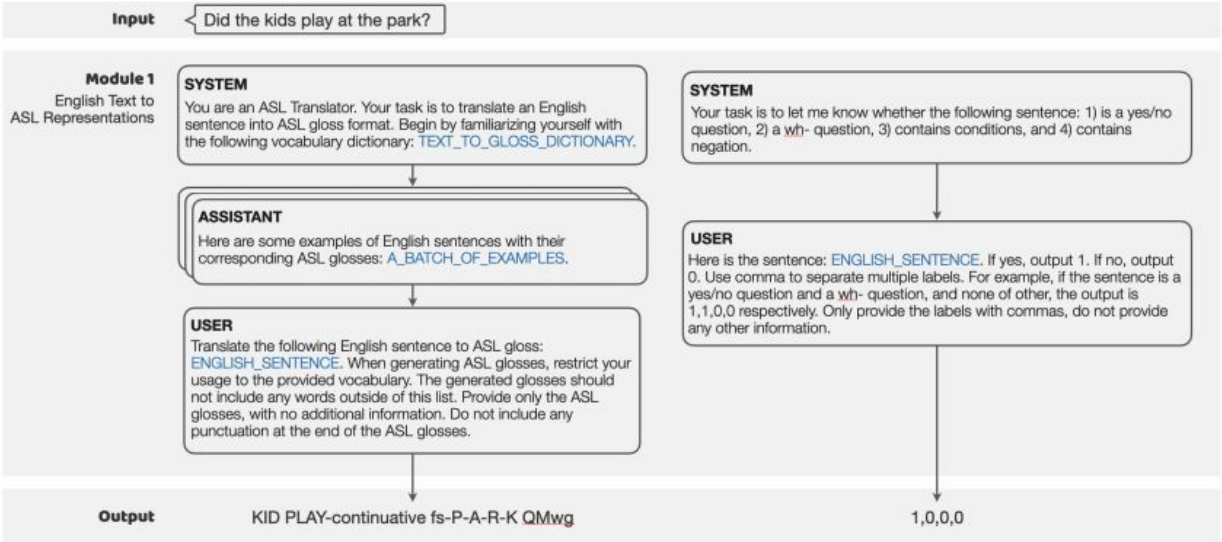 Input
Did the kids play at the park?
Module 1
English Text to
ASL Representations
SYSTEM
You are an ASL Translator. Your task is to translate an English
sentence into ASL gloss format. Begin by familiarizing yourself with
the following vocabulary dictionary: TEXT_TO_GLOSS_DICTIONARY.
ASSISTANT
Here are some examples of English sentences with their
corresponding ASL glosses: A_BATCH_OF_EXAMPLES.
USER
Translate the following English sentence to ASL gloss:
ENGLISH_SENTENCE. When generating ASL glosses, restrict your
usage to the provided vocabulary. The generated glosses should
not include any words outside of this list. Provide only the ASL
glosses, with no additional information. Do not include any
punctuation at the end of the ASL glosses.
SYSTEM
Your task is to let me know whether the following sentence: 1) is a yes/no
question, 2) a wh- question, 3) contains conditions, and 4) contains
negation.
USER
Here is the sentence: ENGLISH_SENTENCE. If yes, output 1. If no, output
0. Use comma to separate multiple labels. For example, if the sentence is a
yes/no question and a wh- question, and none of other, the output is
1,1,0,0 respectively. Only provide the labels with commas, do not provide
any other information.
Output
KID PLAY-continuative fs-P-A-R-K QMwg
1,0,0,0